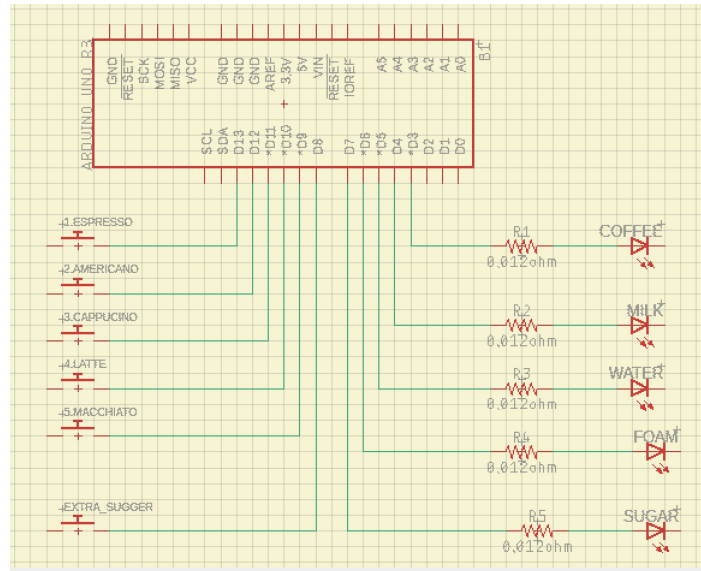 ARDUINO UNO R3
B1
GND
RESET
SCK
MOSI
MISO
VCC
GND
GND
GND
AREF
3.3V
5V
VIN
RESET
IOREF
A5
A4
A3
A2
A1
A0
SCL
SDA
D13
D12
*D11
*D10
*D9
D8
D7
*D6
*D5
D4
*D3
D2
D1
D0
1.ESPRESSO
R1
COFFEE
0.012ohm
2.AMERICANO
3.CAPPUCINO
R2
MILK
0.012ohm
4.LATTE
R3
WATER
0.012ohm
5.MACCHIATO
R4
FOAM
0.012ohm
EXTRA_SUGGER
R5
SUGAR
0.012ohm